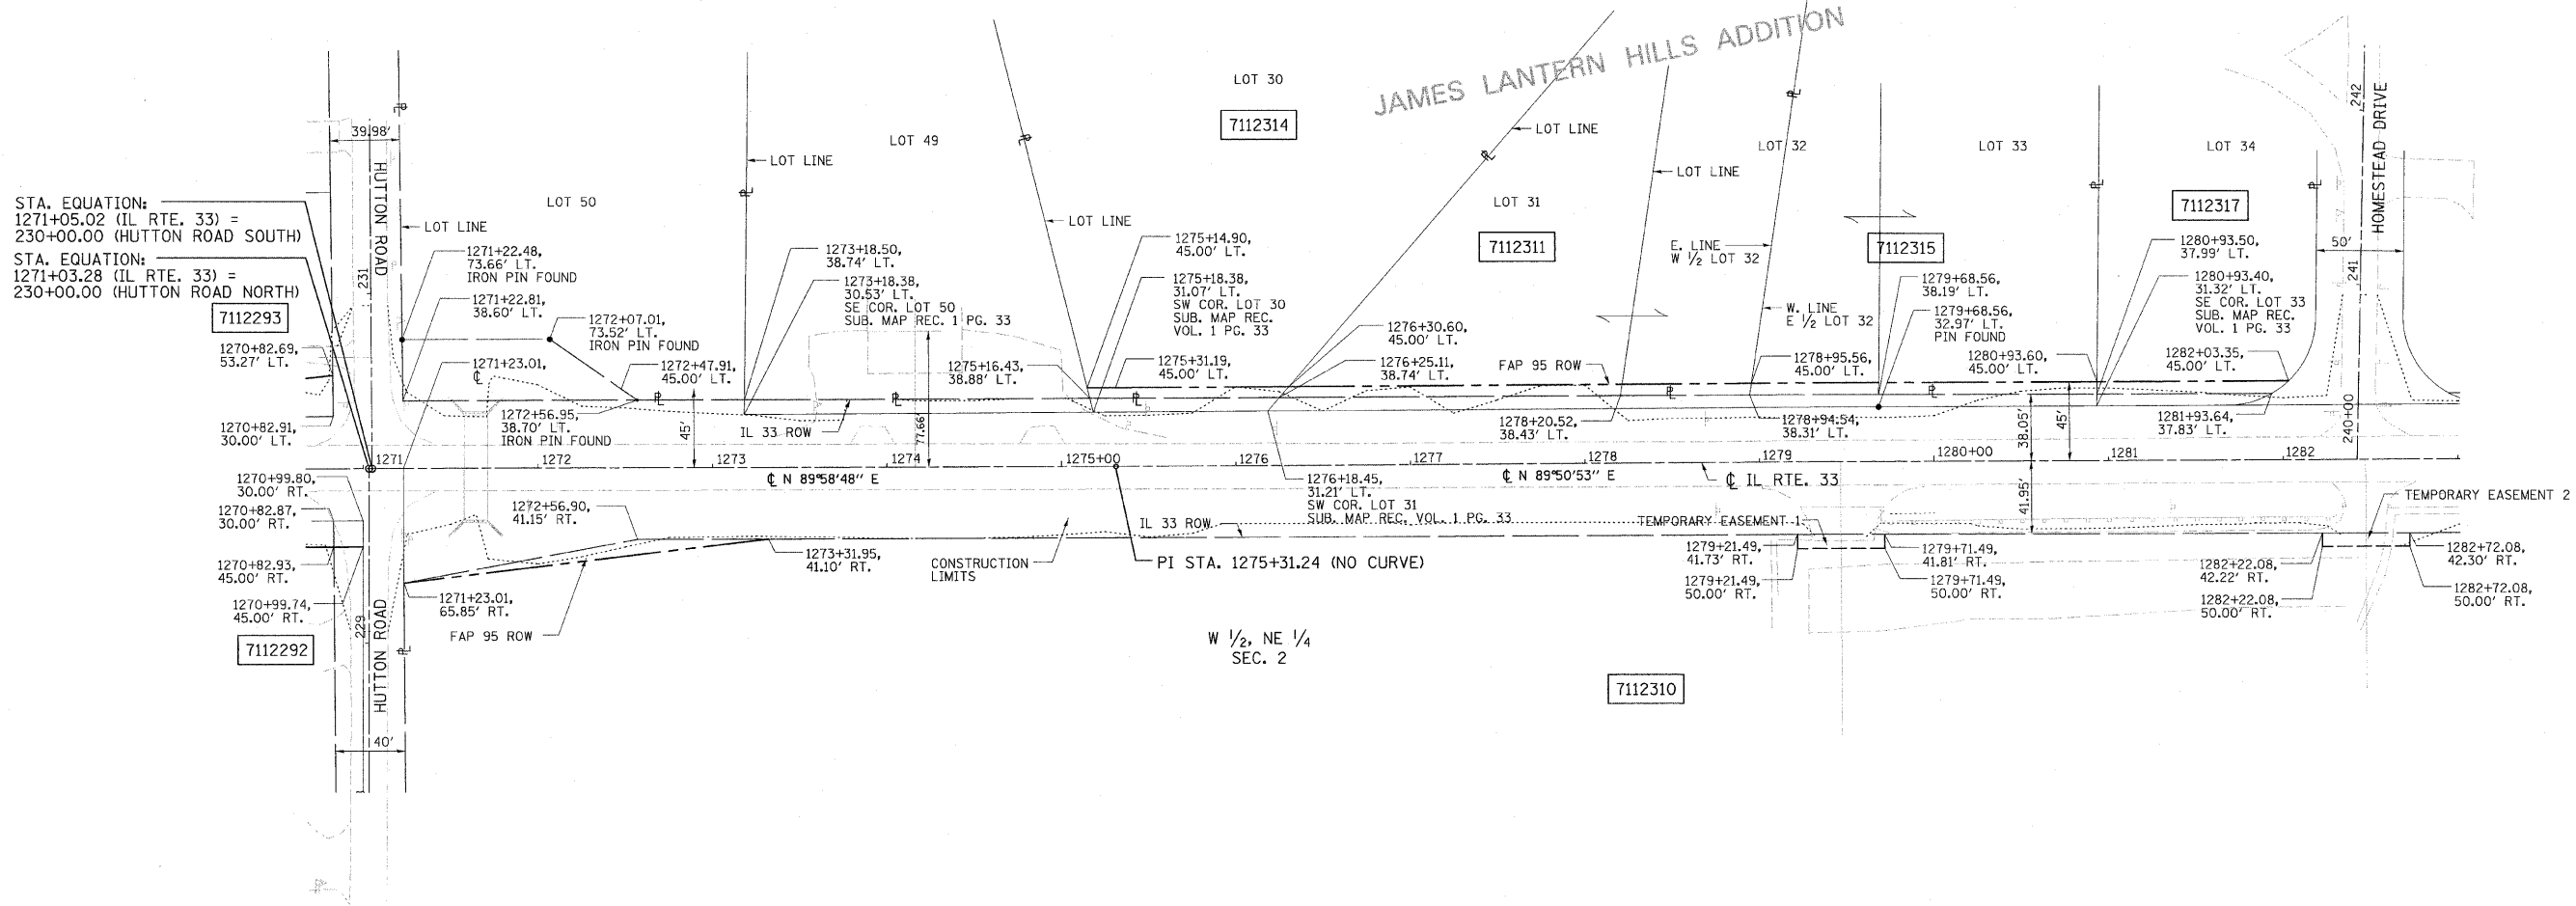 JAMES LANTERN HILLS ADDITION
LOT 30
7112314
LOT 49
LOT 50
LOT LINE
LOT LINE
LOT LINE
LOT LINE
LOT LINE
LOT 31
7112311
LOT 32
LOT 33
LOT 34
7112315
7112317
E. LINE
W 1/2 LOT 32
W. LINE
E 1/2 LOT 32
39.98'
HUTTON ROAD
231
STA. EQUATION:
1271+05.02 (IL RTE. 33) =
230+00.00 (HUTTON ROAD SOUTH)
STA. EQUATION:
1271+03.28 (IL RTE. 33) =
230+00.00 (HUTTON ROAD NORTH)
7112293
1270+82.69,
53.27' LT.
1270+82.91,
30.00' LT.
1271+22.48,
73.66' LT.
IRON PIN FOUND
1271+22.81,
38.60' LT.
1271+23.01,
℄
1272+07.01,
73.52' LT.
IRON PIN FOUND
1272+47.91,
45.00' LT.
1272+56.95,
38.70' LT.
IRON PIN FOUND
45'
1273+18.50,
38.74' LT.
1273+18.38,
30.53' LT.
SE COR. LOT 50
SUB. MAP REC. 1 PG. 33
IL 33 ROW
77.66'
1275+16.43,
38.88' LT.
1275+14.90,
45.00' LT.
1275+18.38,
31.07' LT.
SW COR. LOT 30
SUB. MAP REC.
VOL. 1 PG. 33
1275+31.19,
45.00' LT.
1276+30.60,
45.00' LT.
1276+25.11,
38.74' LT.
FAP 95 ROW
1278+20.52,
38.43' LT.
1278+95.56,
45.00' LT.
1278+94.54,
38.31' LT.
1279+68.56,
38.19' LT.
1279+68.56,
32.97' LT.
PIN FOUND
1280+93.60,
45.00' LT.
1280+93.50,
37.99' LT.
1280+93.40,
31.32' LT.
SE COR. LOT 33
SUB. MAP REC.
VOL. 1 PG. 33
1282+03.35,
45.00' LT.
1281+93.64,
37.83' LT.
38.05'
45'
50'
HOMESTEAD DRIVE
242
241
240+00
1271
1272
1273
1274
1275+00
1276
1277
1278
1279
1280+00
1281
1282
℄ N 89°58'48" E
℄ N 89°50'53" E
℄ IL RTE. 33
41.95'
1270+99.80,
30.00' RT.
1270+82.87,
30.00' RT.
1270+82.93,
45.00' RT.
1270+99.74,
45.00' RT.
7112292
229
HUTTON ROAD
40'
1272+56.90,
41.15' RT.
1271+23.01,
65.85' RT.
FAP 95 ROW
1273+31.95,
41.10' RT.
CONSTRUCTION
LIMITS
PI STA. 1275+31.24 (NO CURVE)
IL 33 ROW
1276+18.45,
31.21' LT.
SW COR. LOT 31
SUB. MAP REC. VOL. 1 PG. 33
TEMPORARY EASEMENT 1
1279+21.49,
41.73' RT.
1279+21.49,
50.00' RT.
1279+71.49,
41.81' RT.
1279+71.49,
50.00' RT.
TEMPORARY EASEMENT 2
1282+22.08,
42.22' RT.
1282+22.08,
50.00' RT.
1282+72.08,
42.30' RT.
1282+72.08,
50.00' RT.
W 1/2, NE 1/4
SEC. 2
7112310